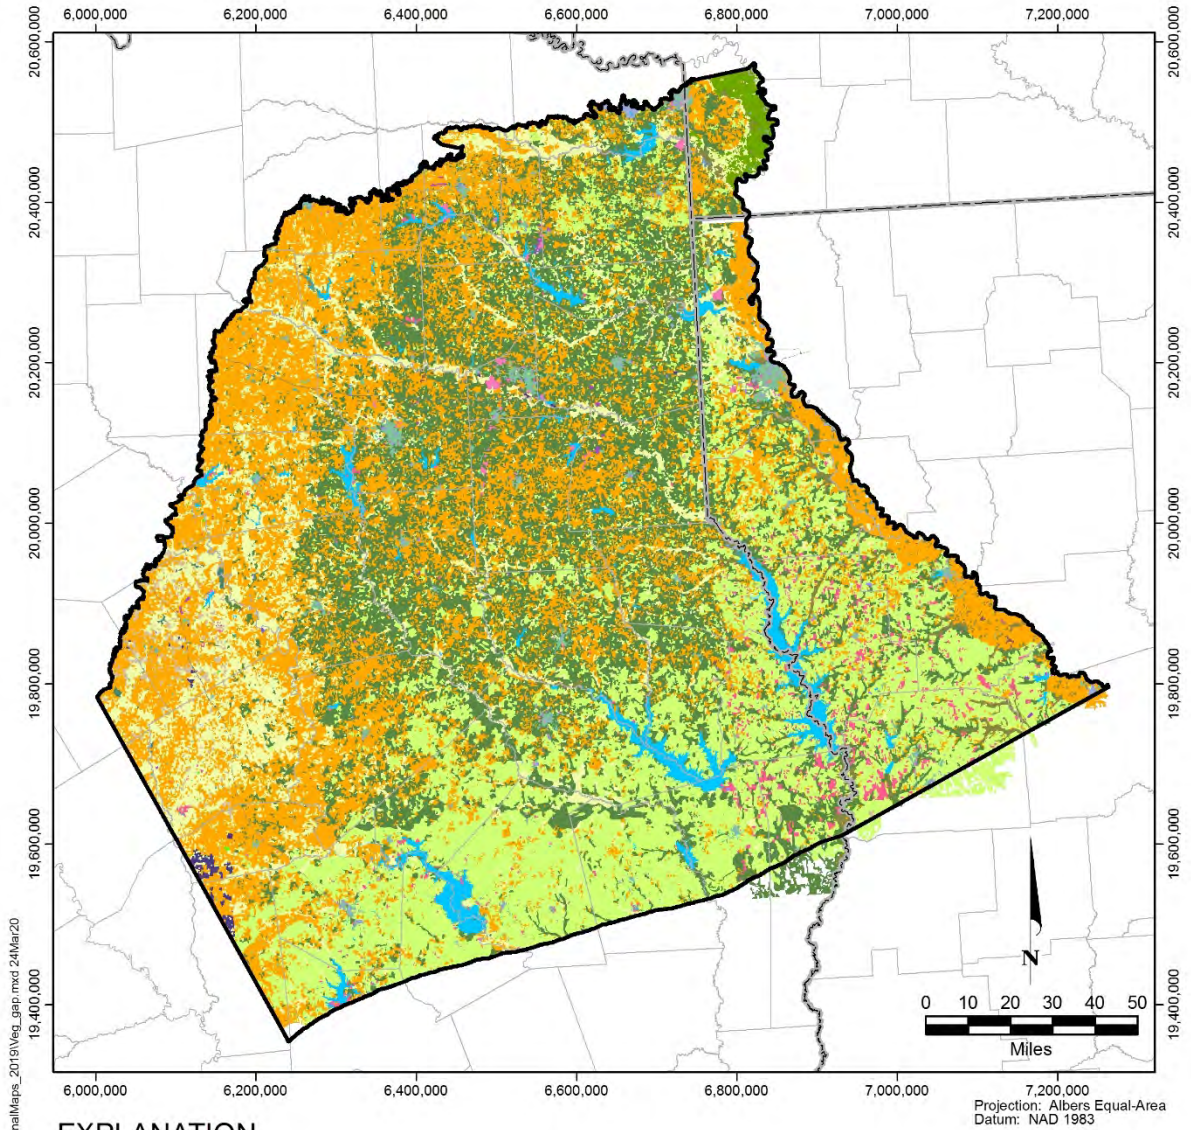 6,000,000 6,200,000 6,400,000 6,600,000 6,800,000 7,000,000 7,200,000
20,600,000 20,600,000
20,400,000 20,400,000
20,200,000 20,200,000
20,000,000 20,000,000
19,800,000 19,800,000
19,600,000 19,600,000
19,400,000 19,400,000
N
0 10 20 30 40 50
Miles
6,000,000 6,200,000 6,400,000 6,600,000 6,800,000 7,000,000 7,200,000
Projection: Albers Equal-Area
Datum: NAD 1983
nalMaps_2019\Veg_gap.mxd 24Mar20